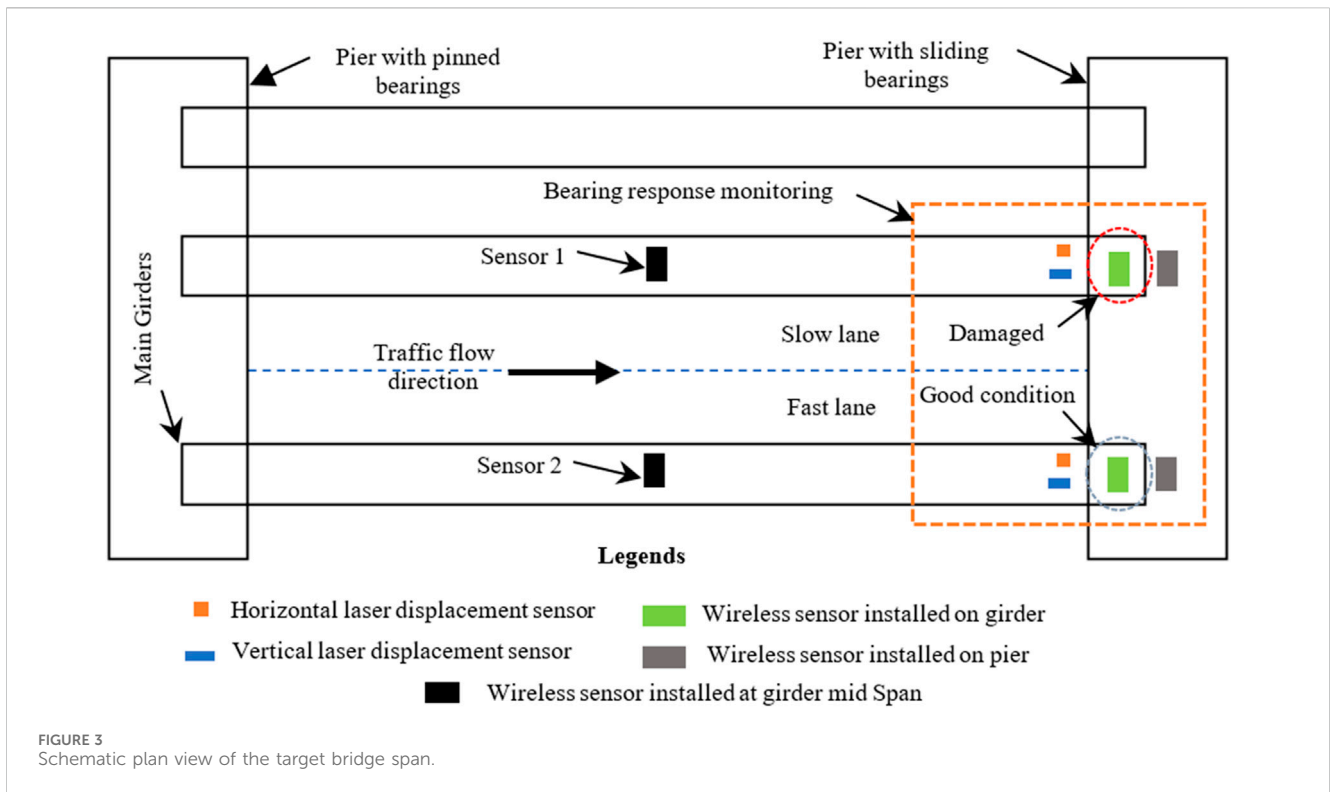 Pier with pinned
bearings
Pier with sliding
bearings
Bearing response monitoring
Sensor 1
Main Girders
Slow lane
Damaged
Traffic flow
direction
Good condition
Fast lane
Sensor 2
Legends
Horizontal laser displacement sensor
Wireless sensor installed on girder
Vertical laser displacement sensor
Wireless sensor installed on pier
Wireless sensor installed at girder mid Span
FIGURE 3
Schematic plan view of the target bridge span.